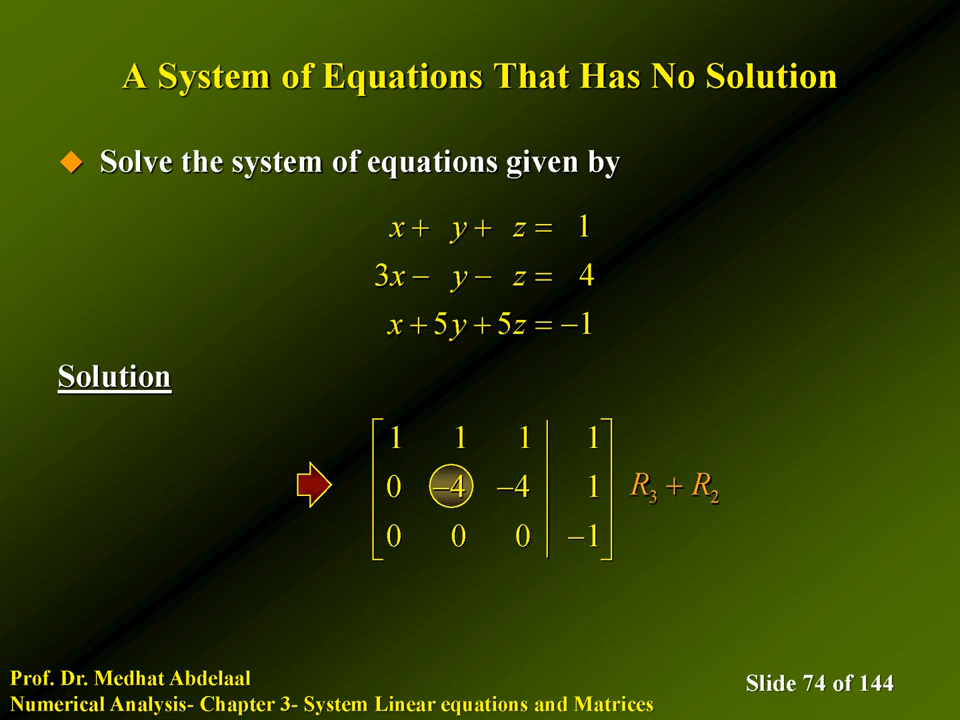 A System of Equations That Has No Solution
Solve the system of equations given by
x + y + z = 1
3x − y − z = 4
x + 5y + 5z = −1
Solution
1 1 1 | 1
0 −4 −4 | 1 R₃ + R₂
0 0 0 | −1
Prof. Dr. Medhat Abdelaal
Numerical Analysis- Chapter 3- System Linear equations and Matrices
Slide 74 of 144